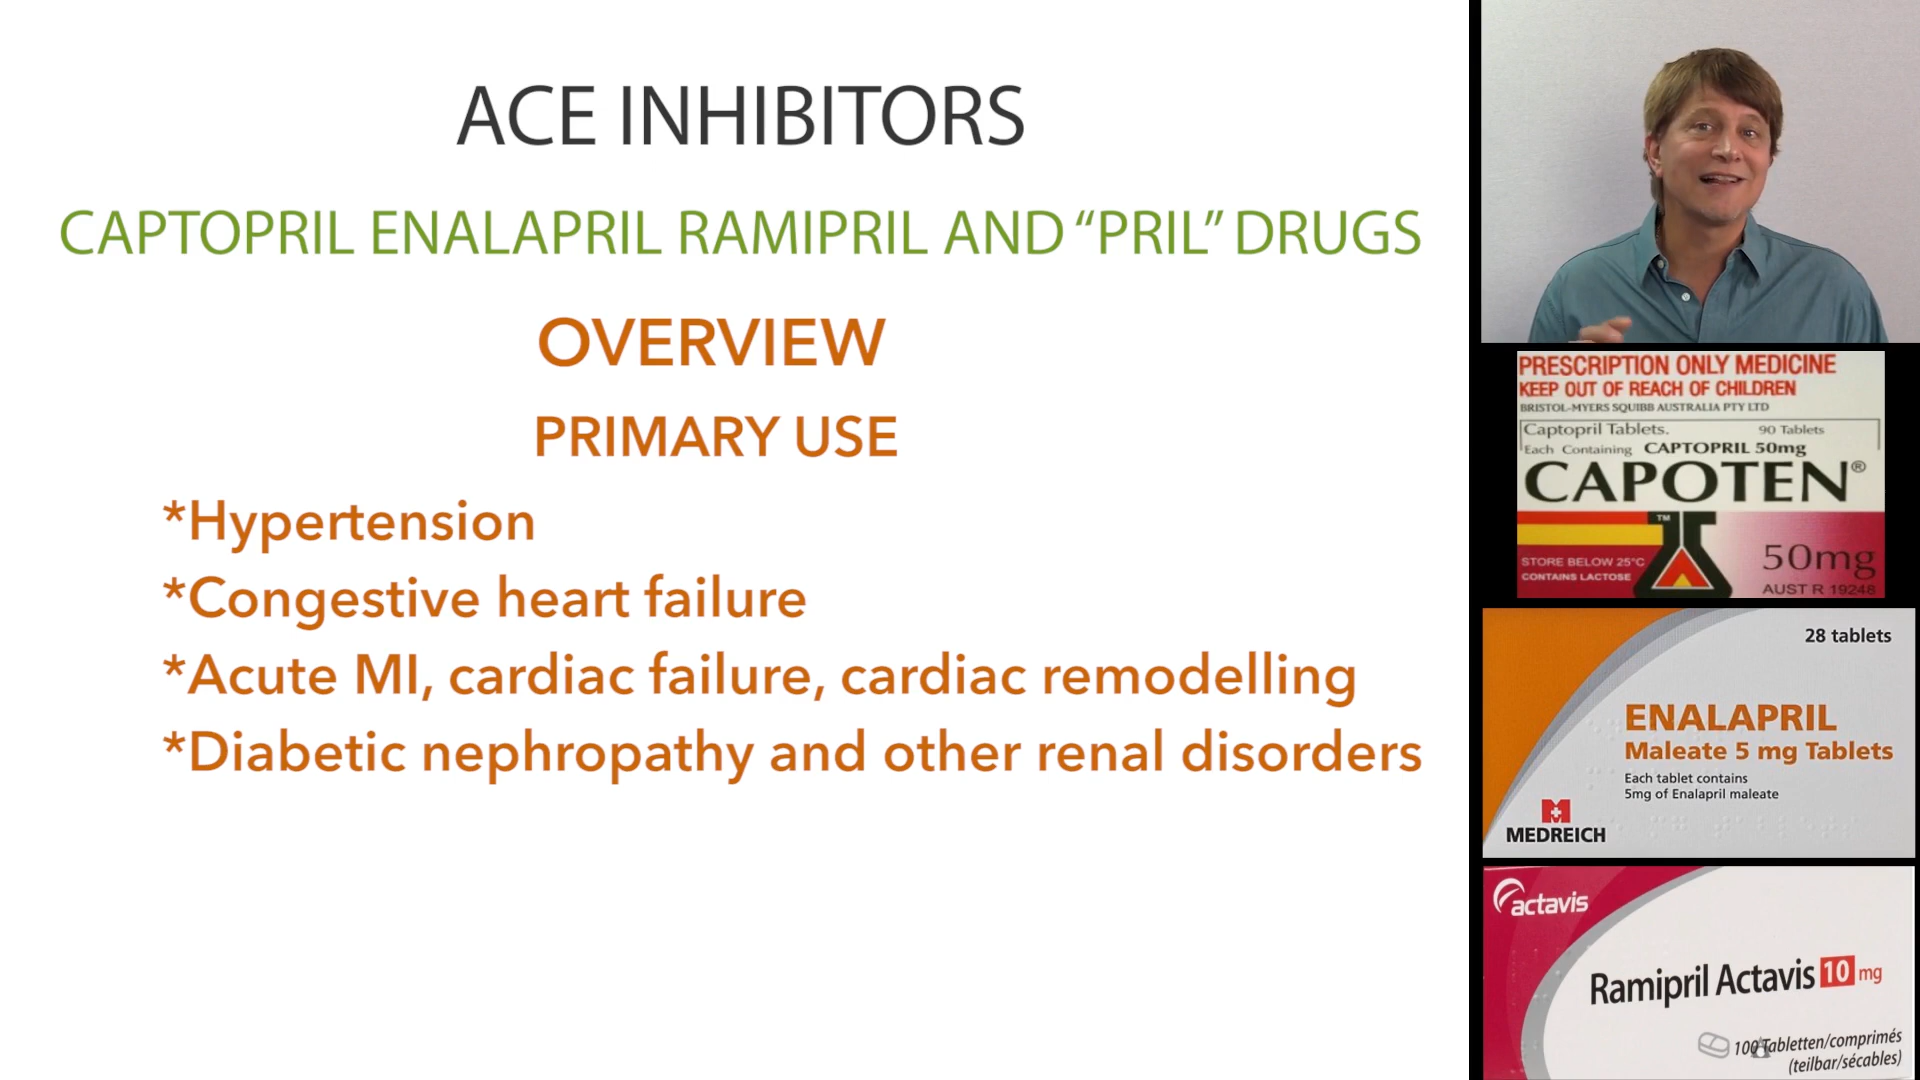 ACE INHIBITORS
CAPTOPRIL ENALAPRIL RAMIPRIL AND “PRIL” DRUGS
OVERVIEW
PRIMARY USE
*Hypertension
*Congestive heart failure
*Acute MI, cardiac failure, cardiac remodelling
*Diabetic nephropathy and other renal disorders
PRESCRIPTION ONLY MEDICINE
KEEP OUT OF REACH OF CHILDREN
BRISTOL-MYERS SQUIBB AUSTRALIA PTY LTD
Captopril Tablets. 90 Tablets
Each Containing CAPTOPRIL 50mg
CAPOTEN®
TM
50mg
STORE BELOW 25°C
CONTAINS LACTOSE
AUST R 19248
28 tablets
ENALAPRIL
Maleate 5 mg Tablets
Each tablet contains
5mg of Enalapril maleate
MEDREICH
actavis
Ramipril Actavis 10 mg
100 Tabletten/comprimés
(teilbar/sécables)